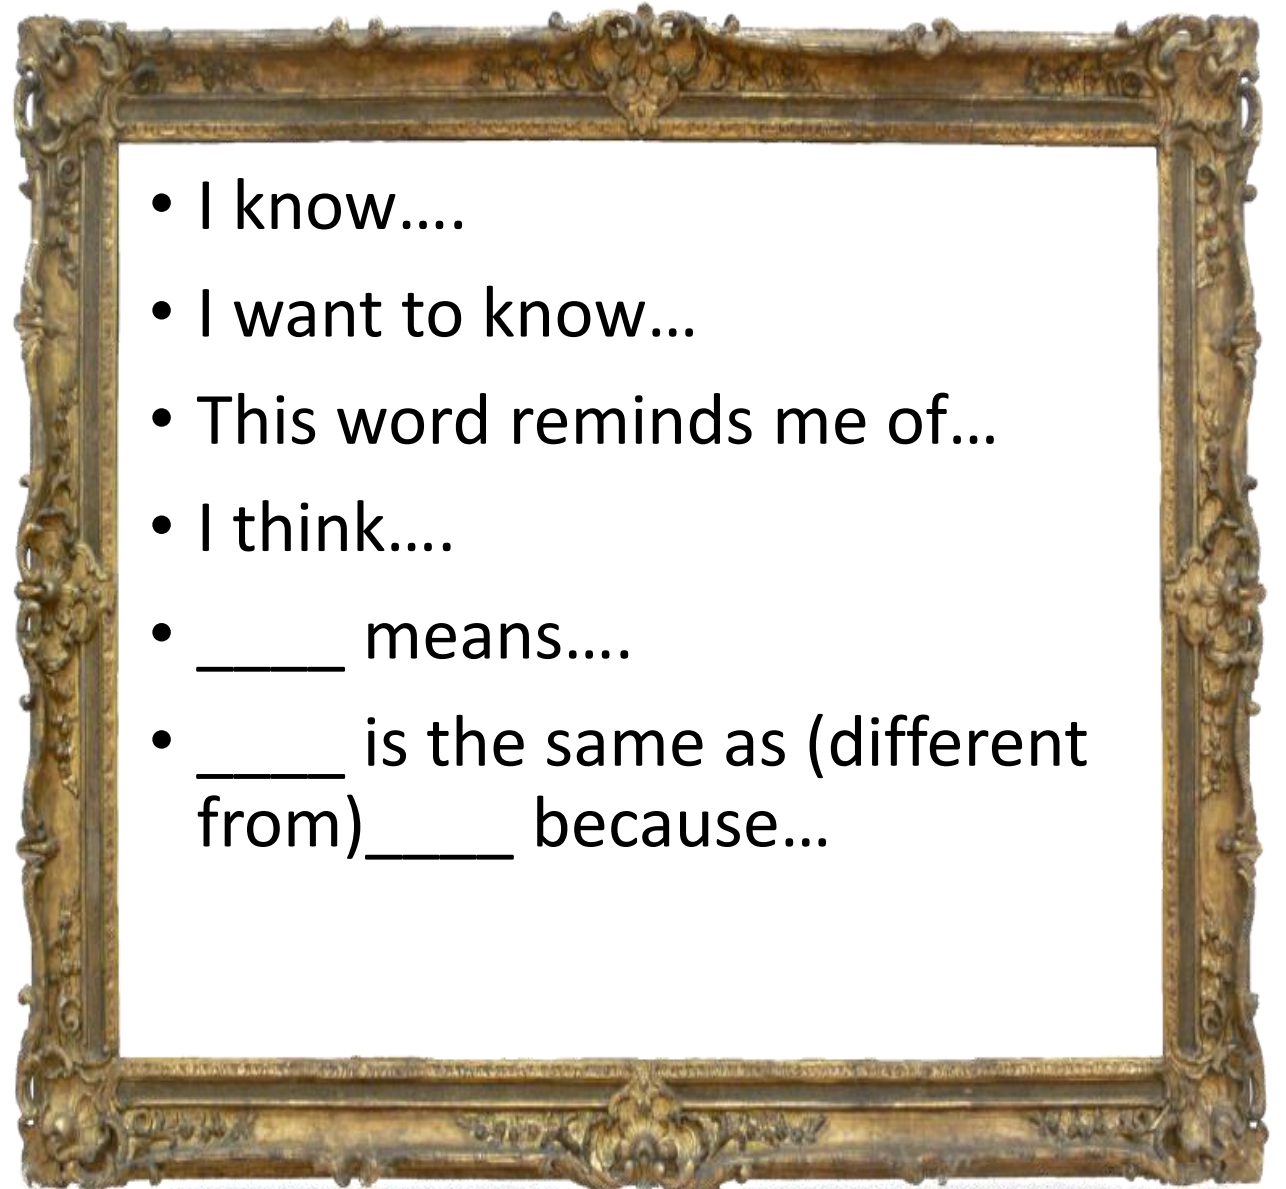 • I know....
• I want to know...
• This word reminds me of...
• I think....
• ____ means....
• ____ is the same as (different
from)____ because...